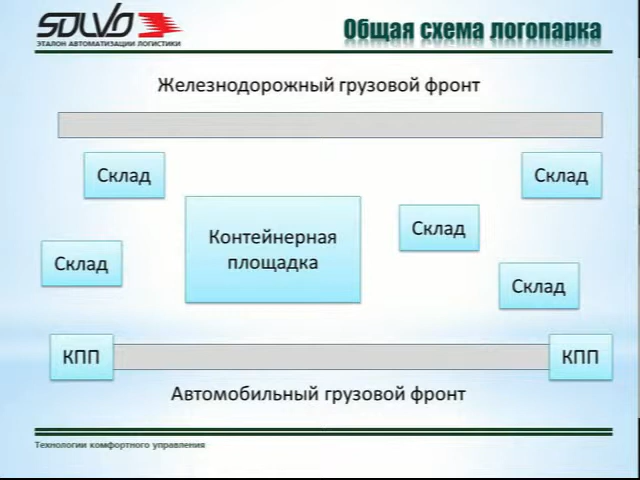 SOLVO
ЭТАЛОН АВТОМАТИЗАЦИИ ЛОГИСТИКИ
Общая схема логопарка
Железнодорожный грузовой фронт
Склад
Склад
Контейнерная
площадка
Склад
Склад
Склад
КПП
КПП
Автомобильный грузовой фронт
Технологии комфортного управления